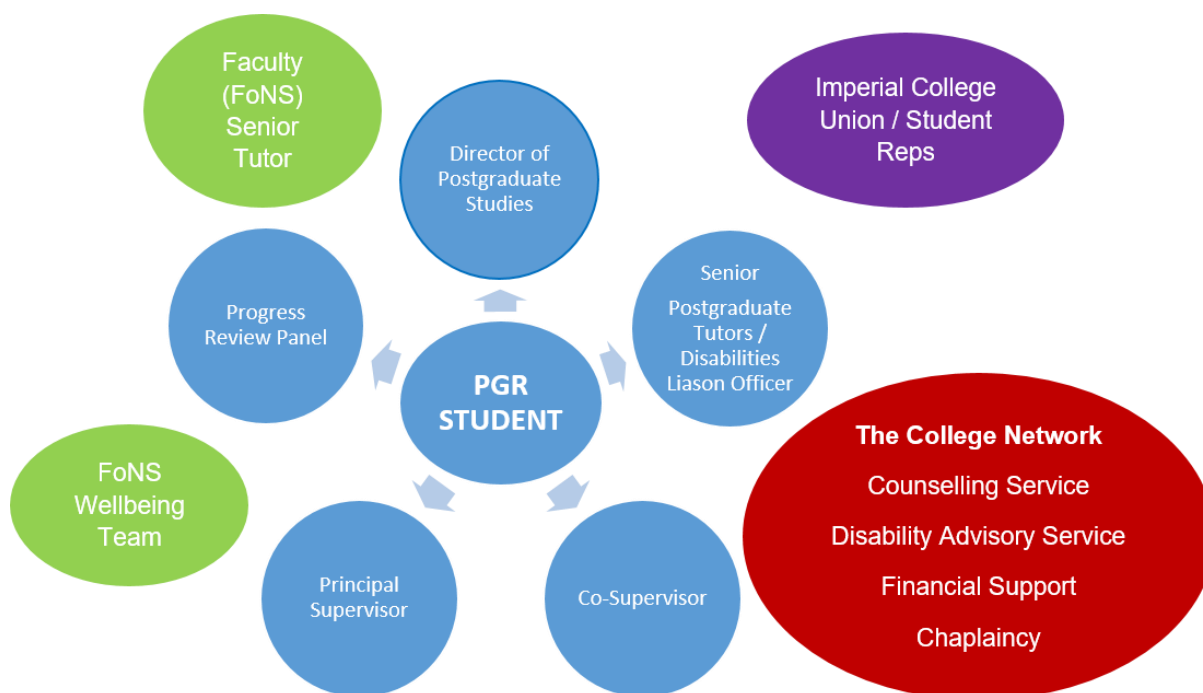 Faculty
(FoNS)
Senior
Tutor
Director of
Postgraduate
Studies
Imperial College
Union / Student
Reps
Progress
Review Panel
PGR
STUDENT
Senior
Postgraduate
Tutors /
Disabilities
Liason Officer
FoNS
Wellbeing
Team
Principal
Supervisor
Co-Supervisor
The College Network
Counselling Service
Disability Advisory Service
Financial Support
Chaplaincy